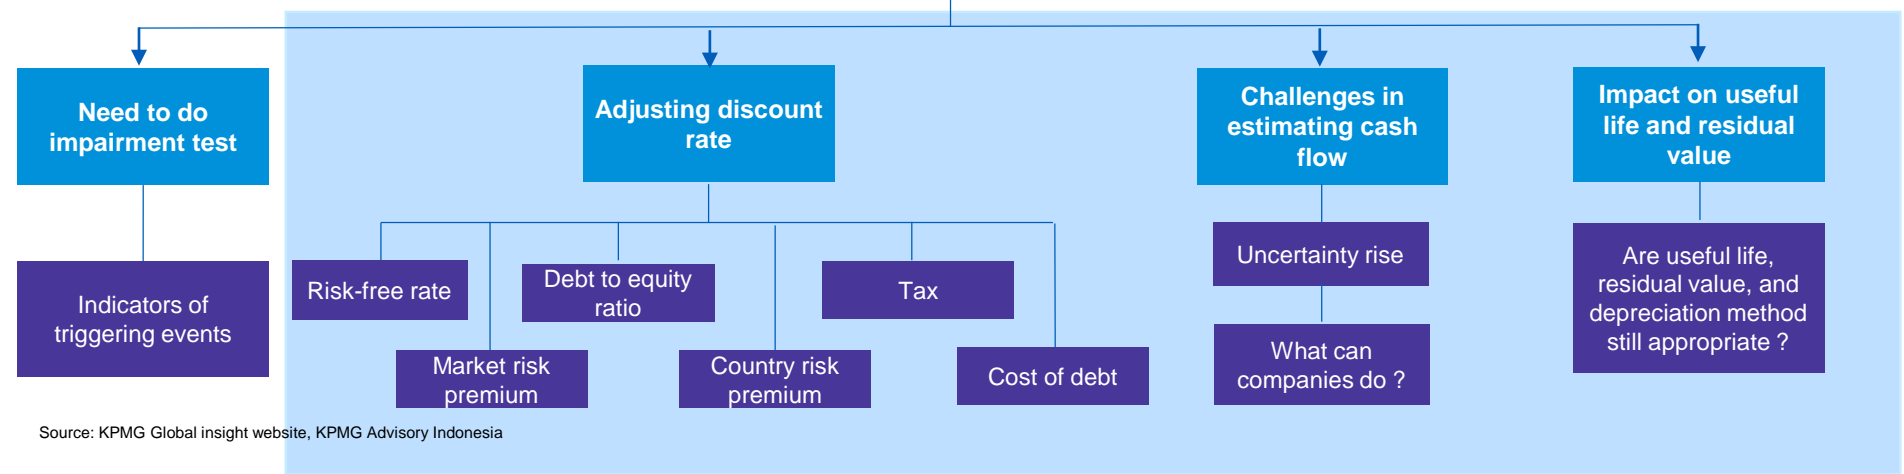 Need to do
impairment test
Adjusting discount
rate
Challenges in
estimating cash
flow
Impact on useful
life and residual
value
Indicators of
triggering events
Risk-free rate
Market risk
premium
Debt to equity
ratio
Country risk
premium
Tax
Cost of debt
Uncertainty rise
What can
companies do ?
Are useful life,
residual value, and
depreciation method
still appropriate ?
Source: KPMG Global insight website, KPMG Advisory Indonesia